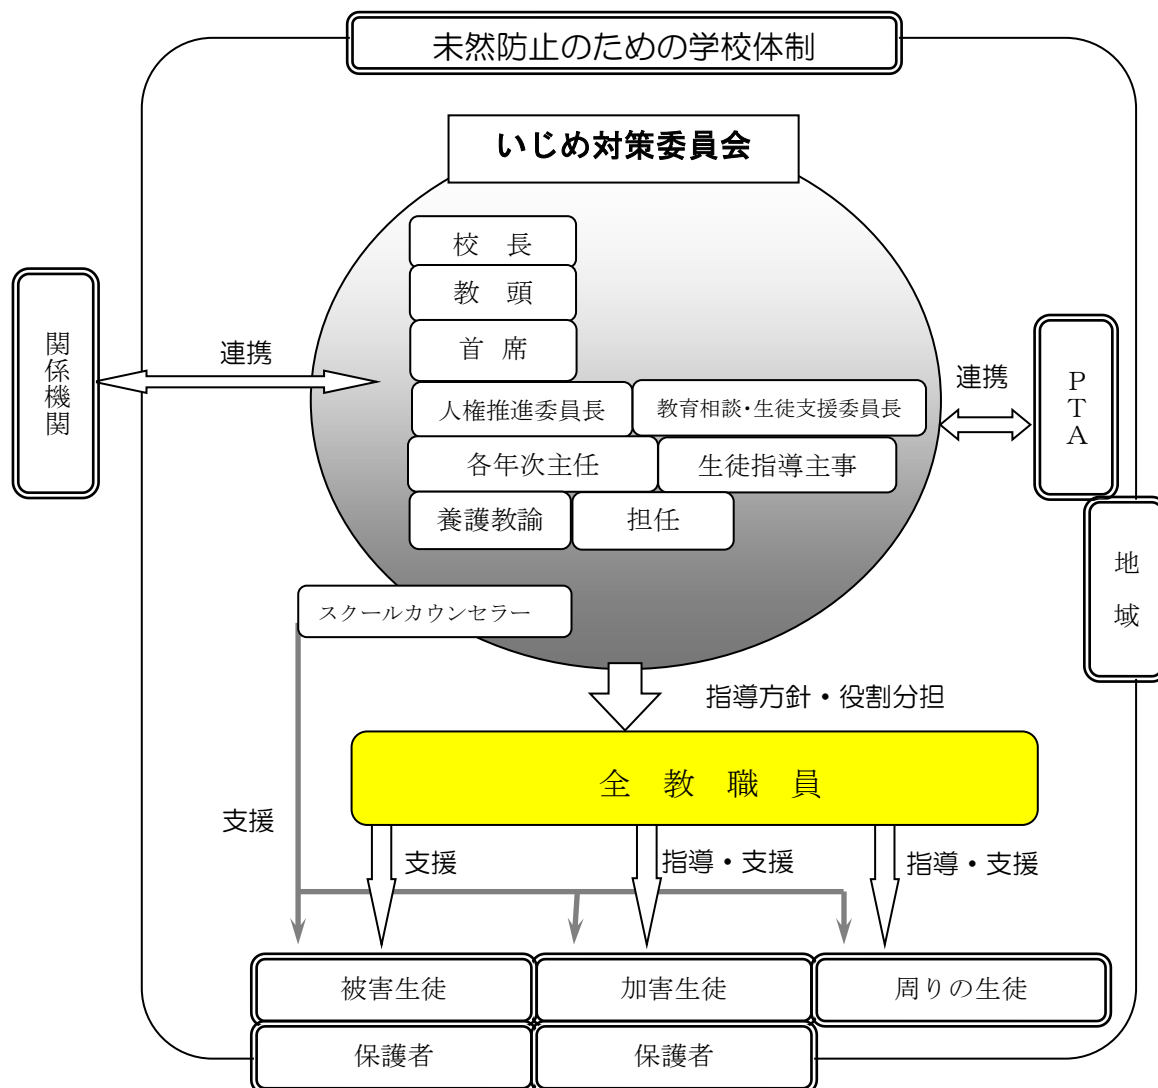 未然防止のための学校体制
いじめ対策委員会
校 長
教 頭
首 席
人権推進委員長
教育相談・生徒支援委員長
各年次主任
生徒指導主事
養護教諭
担任
スクールカウンセラー
関係機関
連携
連携
PTA
地域
指導方針・役割分担
全 教 職 員
支援
支援
指導・支援
指導・支援
被害生徒
加害生徒
周りの生徒
保護者
保護者